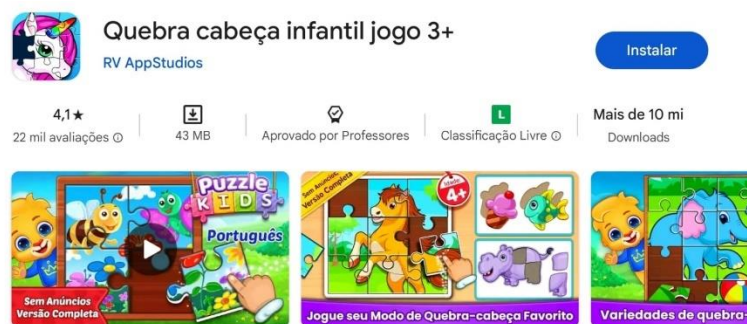 Quebra cabeça infantil jogo 3+
RV AppStudios
Instalar
4,1★
22 mil avaliações
43 MB
Aprovado por Professores
L
Classificação Livre
Mais de 10 mi
Downloads
Puzzle
KIDS
Português
Sem Anúncios
Versão Completa
Sem Anúncios,
Versão Completa
Idade:
4+
Jogue seu Modo de Quebra-cabeça Favorito
Variedades de quebra-